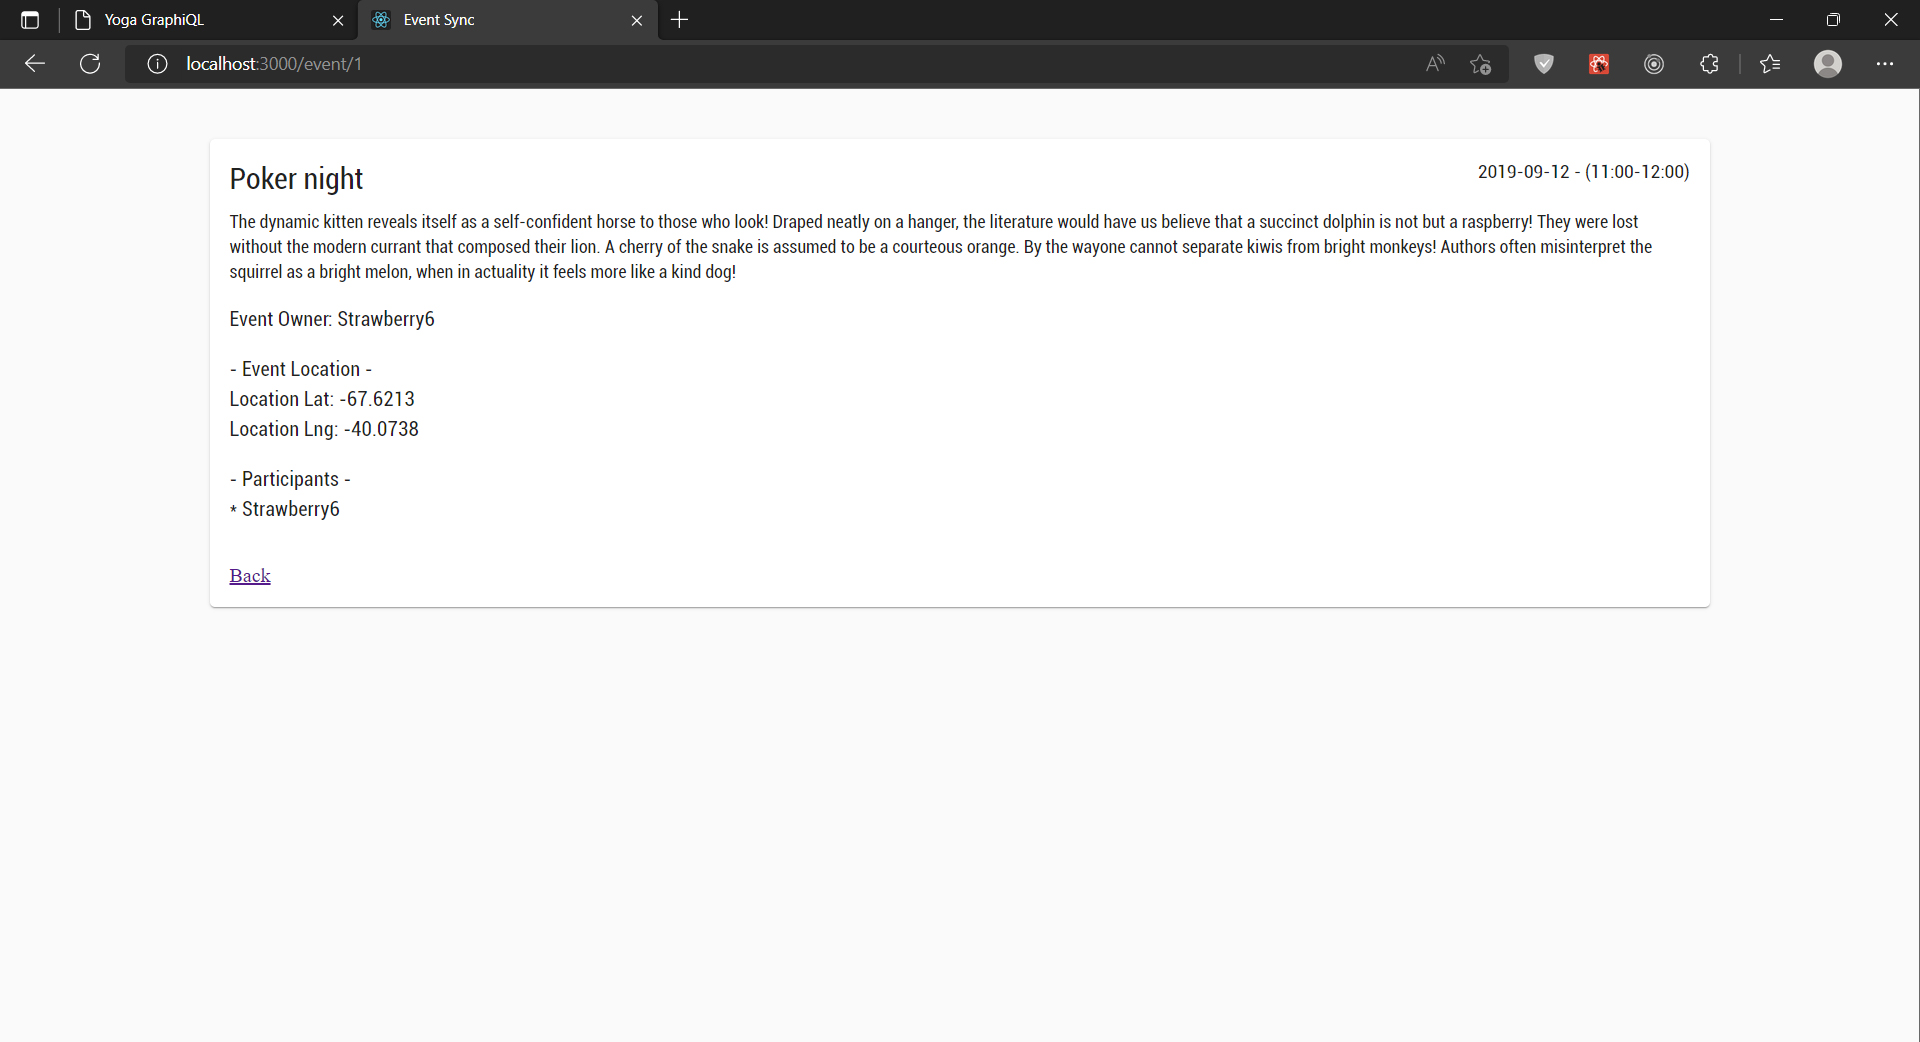 Yoga GraphiQL
Event Sync
localhost:3000/event/1
Poker night
2019-09-12 - (11:00-12:00)
The dynamic kitten reveals itself as a self-confident horse to those who look! Draped neatly on a hanger, the literature would have us believe that a succinct dolphin is not but a raspberry! They were lost
without the modern currant that composed their lion. A cherry of the snake is assumed to be a courteous orange. By the wayone cannot separate kiwis from bright monkeys! Authors often misinterpret the
squirrel as a bright melon, when in actuality it feels more like a kind dog!
Event Owner: Strawberry6
- Event Location -
Location Lat: -67.6213
Location Lng: -40.0738
- Participants -
* Strawberry6
Back